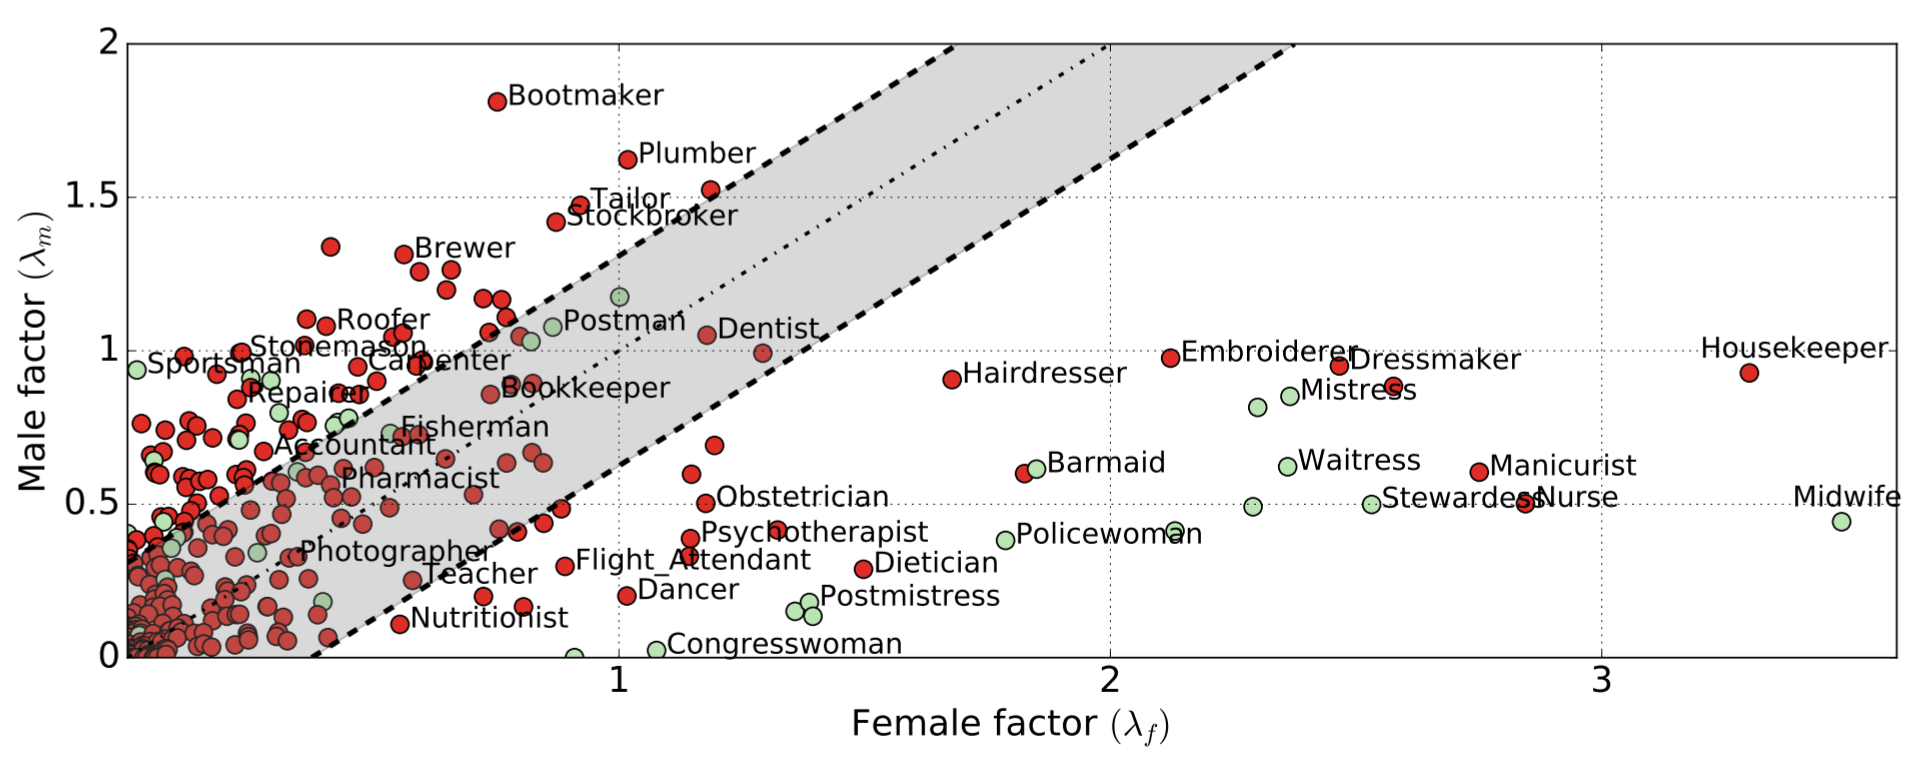 2
Bootmaker
Plumber
1.5
Tailor
Stockbroker
Brewer
Roofer
Postman
Dentist
1
Stonemason
Sportsman
Carpenter
Embroiderer
Dressmaker
Housekeeper
Hairdresser
Repairer
Bookkeeper
Mistress
Fisherman
Accountant
Barmaid
Waitress
Manicurist
Pharmacist
0.5
Obstetrician
Stewardess
Nurse
Midwife
Psychotherapist
Policewoman
Photographer
Flight_Attendant
Dietician
Teacher
Dancer
Postmistress
Nutritionist
Congresswoman
0
1
2
3
Male factor (λm)
Female factor (λf)